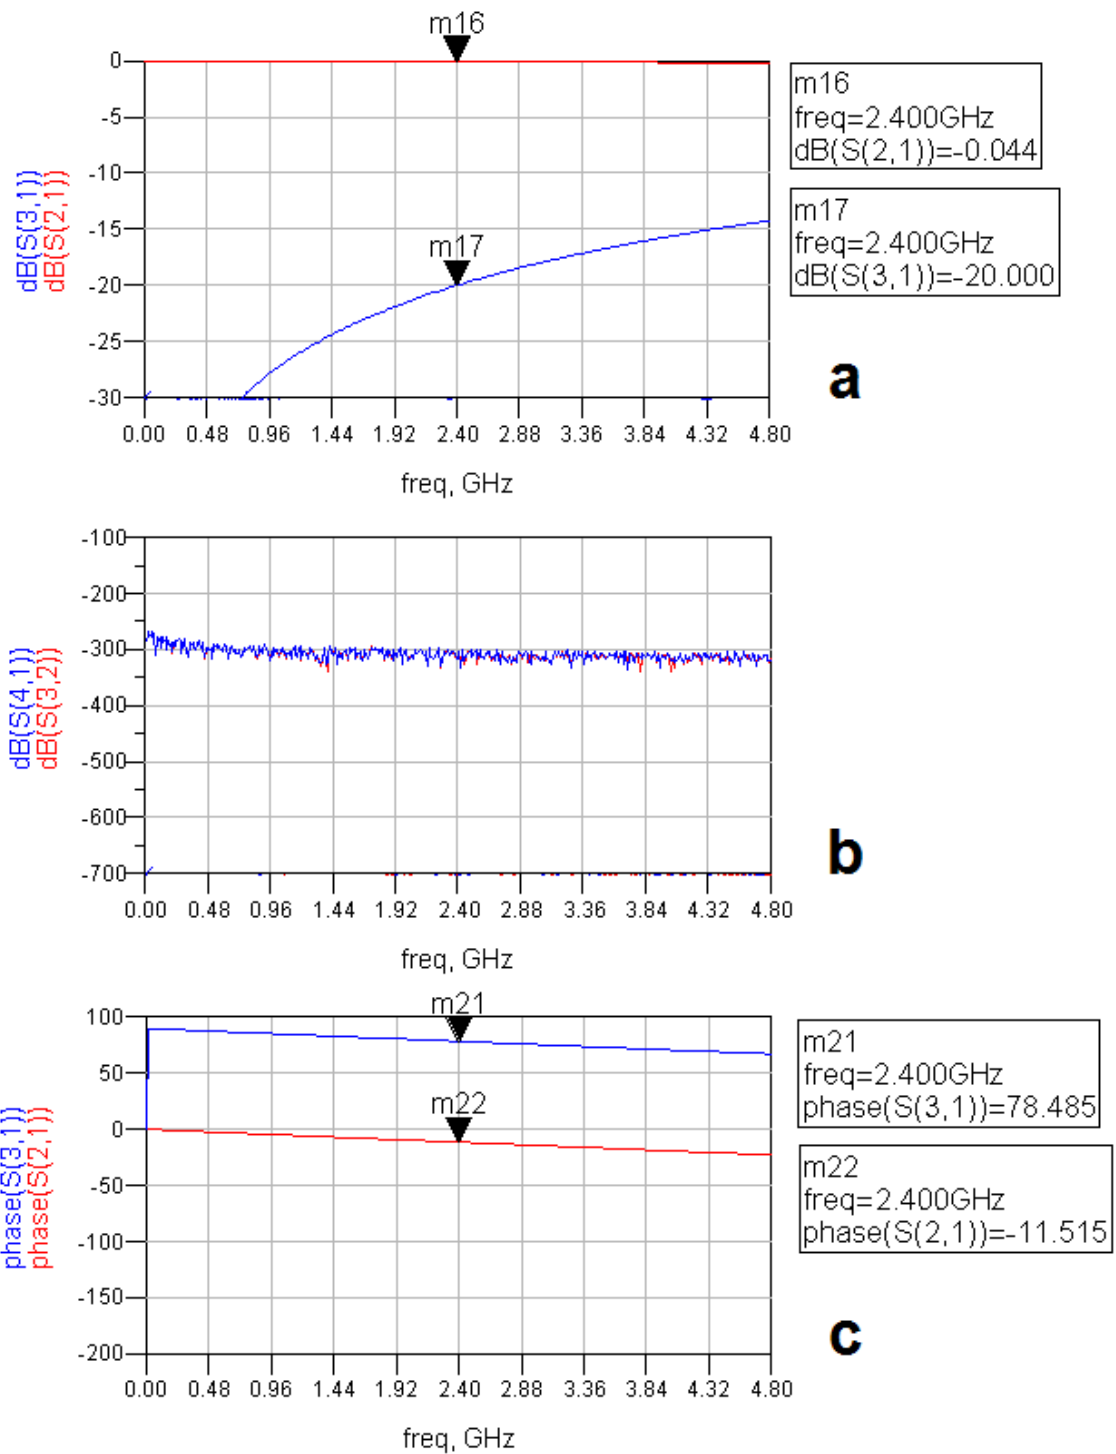 m16
0
-5
-10
-15
-20
-25
-30
dB(S(3,1))
dB(S(2,1))
m17
0.00 0.48 0.96 1.44 1.92 2.40 2.88 3.36 3.84 4.32 4.80
freq, GHz
m16
freq=2.400GHz
dB(S(2,1))=-0.044
m17
freq=2.400GHz
dB(S(3,1))=-20.000
a
-100
-200
-300
-400
-500
-600
-700
dB(S(4,1))
dB(S(3,2))
0.00 0.48 0.96 1.44 1.92 2.40 2.88 3.36 3.84 4.32 4.80
freq, GHz
b
m21
100
50
0
-50
-100
-150
-200
phase(S(3,1))
phase(S(2,1))
m22
0.00 0.48 0.96 1.44 1.92 2.40 2.88 3.36 3.84 4.32 4.80
freq, GHz
m21
freq=2.400GHz
phase(S(3,1))=78.485
m22
freq=2.400GHz
phase(S(2,1))=-11.515
c